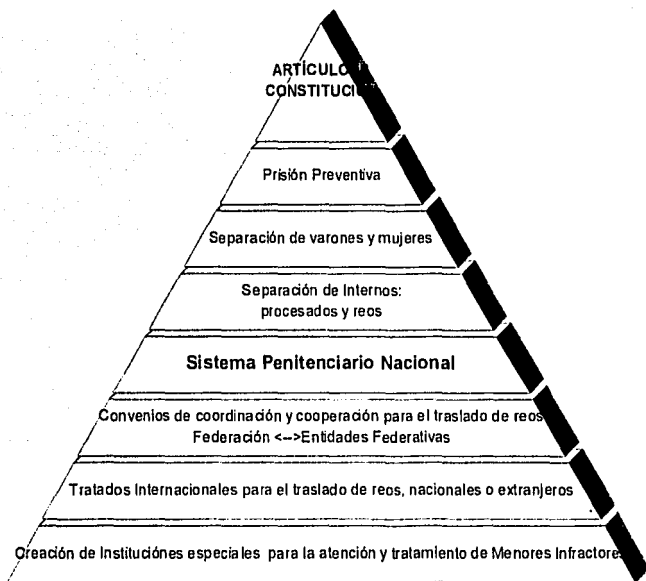 ARTÍCULO
CONSTITUCI
Prisión Preventiva
Separación de varones y mujeres
Separación de Internos:
procesados y reos
Sistema Penitenciario Nacional
Convenios de coordinación y cooperación para el traslado de reos
Federación <--> Entidades Federativas
Tratados Internacionales para el traslado de reos, nacionales o extranjeros
Creación de Instituciónes especiales para la atención y tratamiento de Menores Infractore